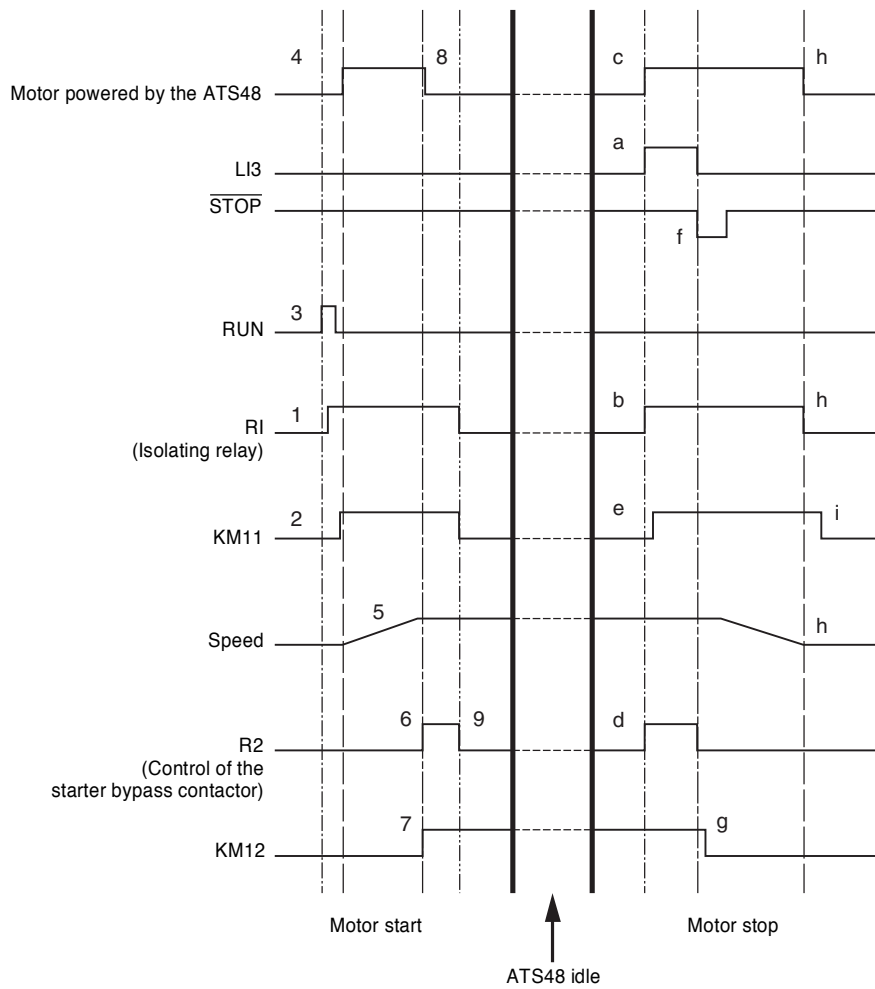 4 8 c h
Motor powered by the ATS48
a
LI3
STOP
f
3
RUN
1 b h
RI
(Isolating relay)
2 e i
KM11
5
Speed h
6 9 d
R2
(Control of the
starter bypass contactor)
7 g
KM12
Motor start Motor stop
ATS48 idle